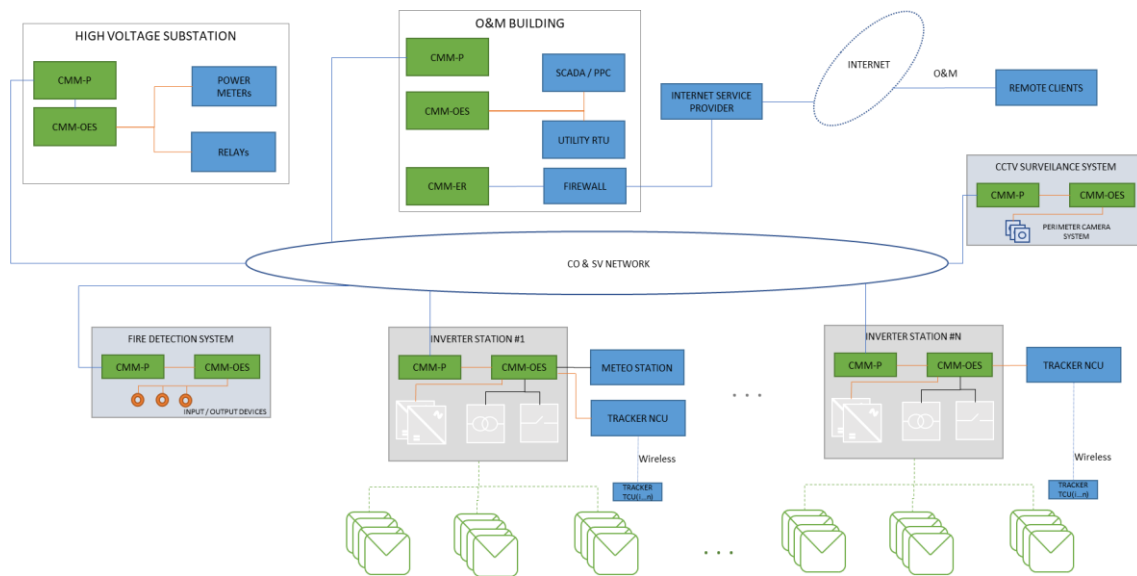 HIGH VOLTAGE SUBSTATION
CMM-P
CMM-OES
POWER
METERs
RELAYs
O&M BUILDING
CMM-P
CMM-OES
CMM-ER
SCADA / PPC
UTILITY RTU
FIREWALL
INTERNET SERVICE
PROVIDER
INTERNET
O&M
REMOTE CLIENTS
CCTV SURVEILANCE SYSTEM
CMM-P
CMM-OES
PERIMETER CAMERA
SYSTEM
CO & SV NETWORK
FIRE DETECTION SYSTEM
CMM-P
CMM-OES
INPUT / OUTPUT DEVICES
INVERTER STATION #1
CMM-P
CMM-OES
METEO STATION
TRACKER NCU
Wireless
TRACKER
TCU(i...n)
. . .
INVERTER STATION #N
CMM-P
CMM-OES
TRACKER NCU
Wireless
TRACKER
TCU(i...n)
. . .